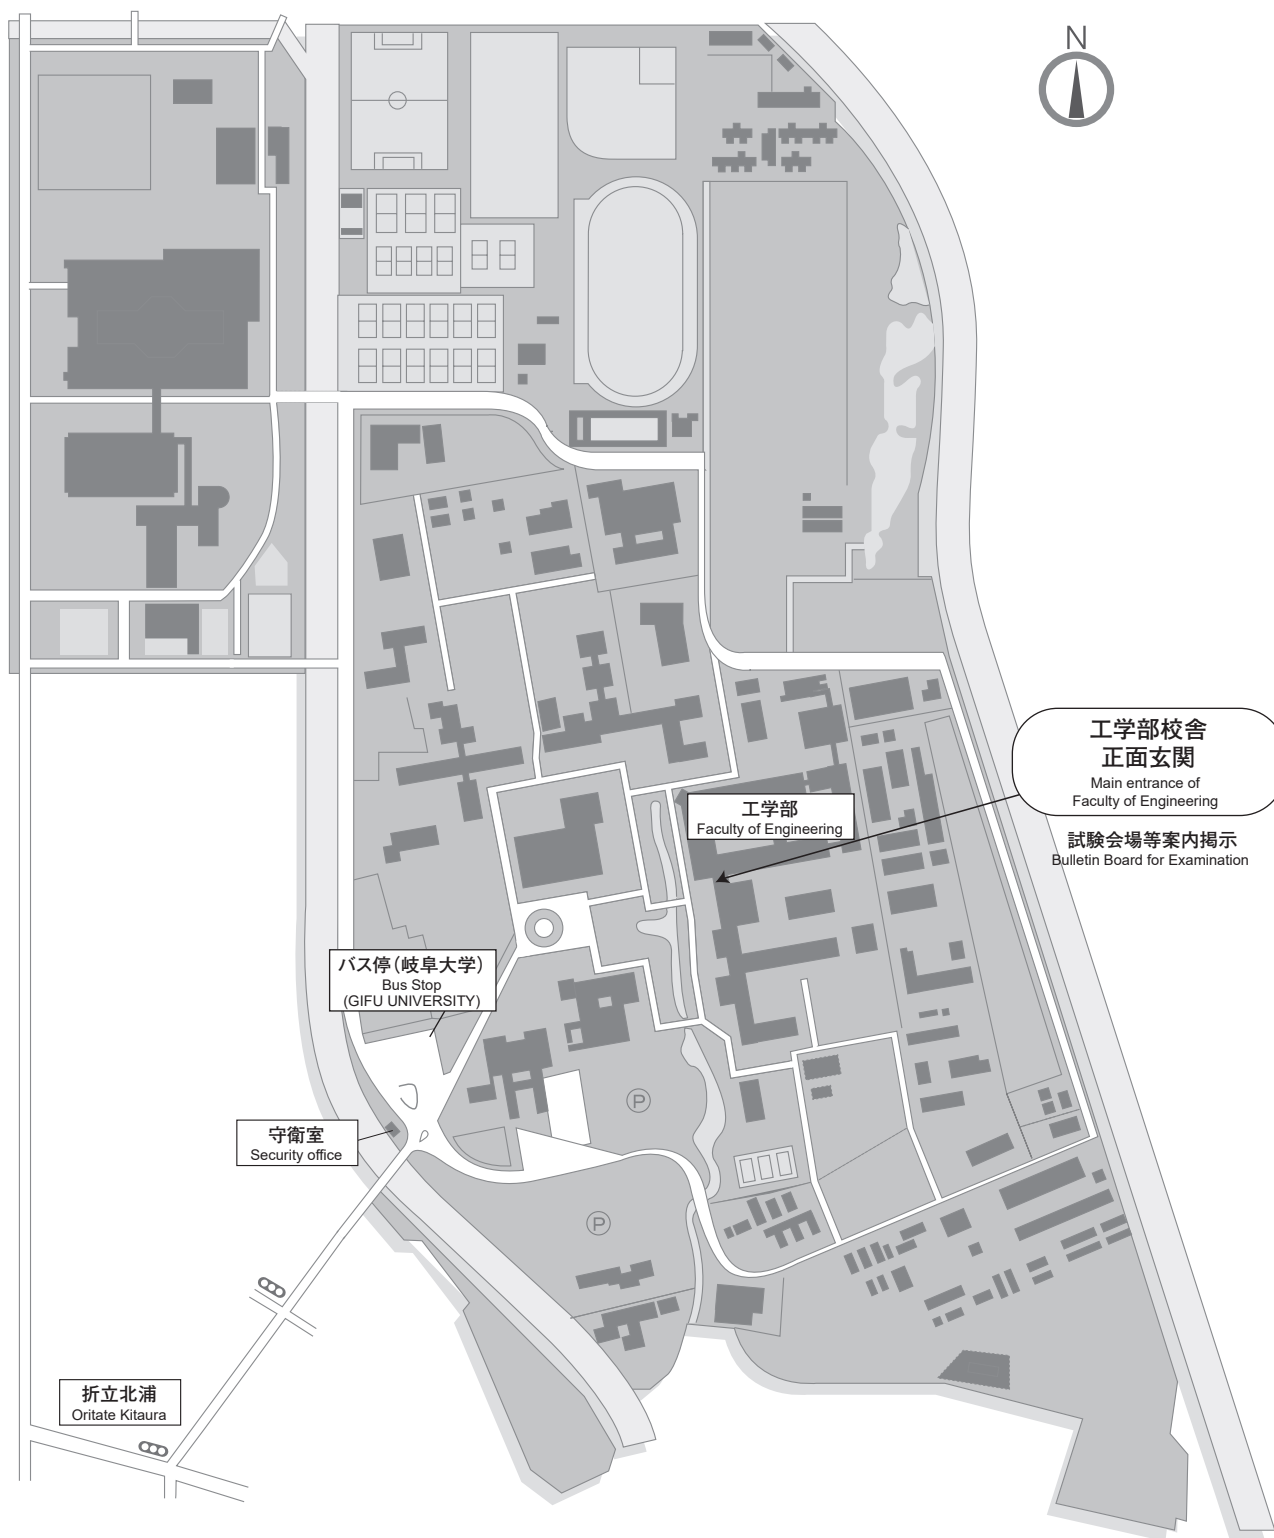 N
工学部校舎
正面玄関
Main entrance of
Faculty of Engineering
工学部
Faculty of Engineering
試験会場等案内掲示
Bulletin Board for Examination
バス停（岐阜大学）
Bus Stop
(GIFU UNIVERSITY)
P
守衛室
Security office
P
折立北浦
Oritate Kitaura